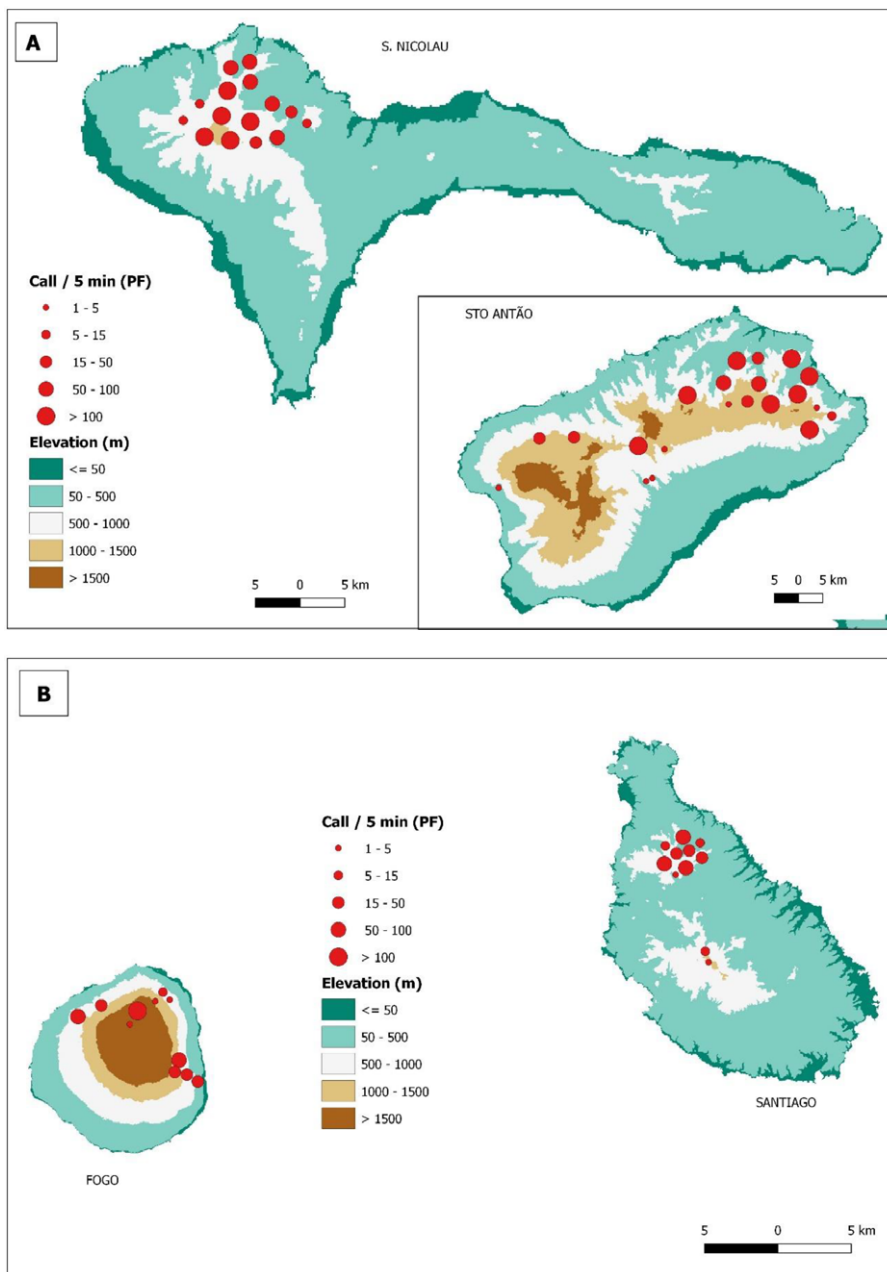 A
S. NICOLAU
Call / 5 min (PF)
1 - 5
5 - 15
15 - 50
50 - 100
> 100
Elevation (m)
<= 50
50 - 500
500 - 1000
1000 - 1500
> 1500
5 0 5 km
STO ANTÃO
5 0 5 km
B
Call / 5 min (PF)
1 - 5
5 - 15
15 - 50
50 - 100
> 100
Elevation (m)
<= 50
50 - 500
500 - 1000
1000 - 1500
> 1500
FOGO
SANTIAGO
5 0 5 km